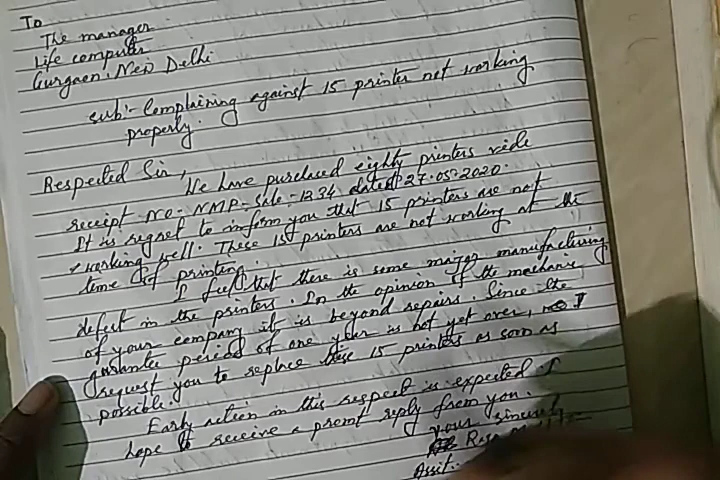 To
The manager
Life computer
Gurgaon, New Delhi
sub:- Complaining against 15 printer not working
properly.
Respected Sir,
We have purchased eighty printers vide
receipt NO- NMP-Sale-1234 dated 27.05.2020.
It is regret to inform you that 15 printers are not
working well. These 15 printers are not working at the
time of printing.
I feel that there is some major manufacturing
defect in the printers. In the opinion of the mechanic
of your company it is beyond repairs. Since the
guarantee period of one year is not yet over, I
request you to replace these 15 printers as soon as
possible.
Early action in this respect is expected. I
hope to receive a promt reply from you.
your sincerely
Assit.